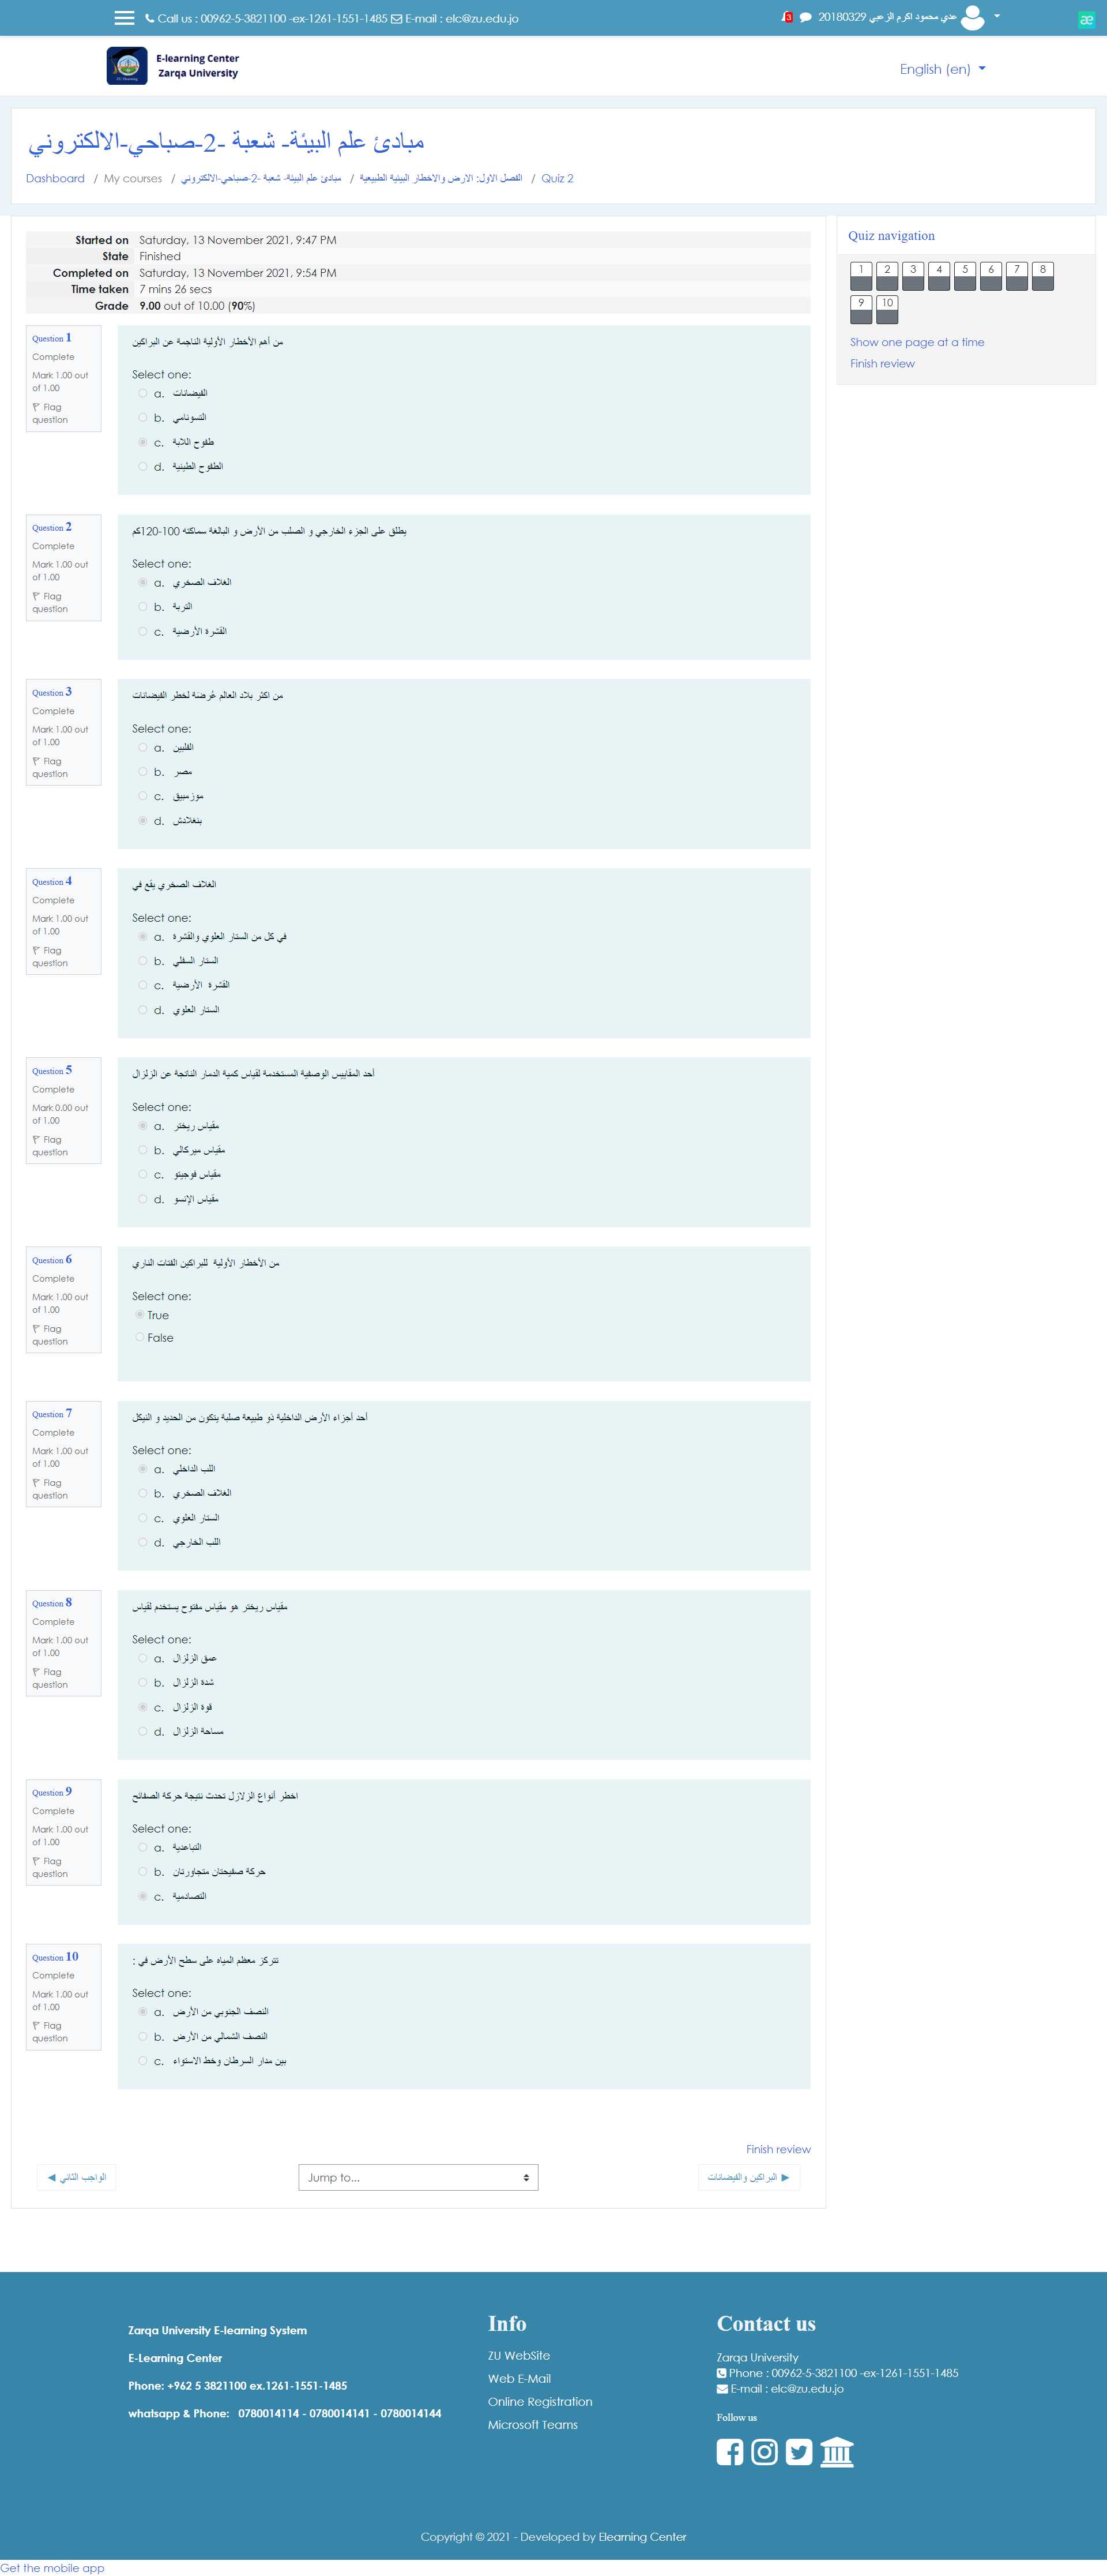 Call us : 00962-5-3821100 -ex-1261-1551-1485 E-mail : elc@zu.edu.jo
3 عدي محمود اكرم الزعبي 20180329
æ
E-learning Center
Zarqa University
English (en)
مبادئ علم البيئة- شعبة -2-صباحي-الالكتروني
Dashboard / My courses / مبادئ علم البيئة- شعبة -2-صباحي-الالكتروني / الفصل الاول: الارض والاخطار البيئية الطبيعية / Quiz 2
Started on Saturday, 13 November 2021, 9:47 PM
State Finished
Completed on Saturday, 13 November 2021, 9:54 PM
Time taken 7 mins 26 secs
Grade 9.00 out of 10.00 (90%)
Quiz navigation
1 2 3 4 5 6 7 8
9 10
Show one page at a time
Finish review
Question 1
Complete
Mark 1.00 out
of 1.00
Flag
question
من أهم الأخطار الأولية الناجمة عن البراكين
Select one:
a. الفيضانات
b. التسونامي
c. طفوح اللابة
d. الطفوح الطينية
Question 2
Complete
Mark 1.00 out
of 1.00
Flag
question
يطلق على الجزء الخارجي و الصلب من الأرض و البالغة سماكته 100-120كم
Select one:
a. الغلاف الصخري
b. التربة
c. القشرة الأرضية
Question 3
Complete
Mark 1.00 out
of 1.00
Flag
question
من اكثر بلاد العالم عُرضة لخطر الفيضانات
Select one:
a. الفلبين
b. مصر
c. موزمبيق
d. بنغلادش
Question 4
Complete
Mark 1.00 out
of 1.00
Flag
question
الغلاف الصخري يقع في
Select one:
a. في كل من الستار العلوي والقشرة
b. الستار السفلي
c. القشرة الأرضية
d. الستار العلوي
Question 5
Complete
Mark 0.00 out
of 1.00
Flag
question
أحد المقاييس الوصفية المستخدمة لقياس كمية الدمار الناتجة عن الزلزال
Select one:
a. مقياس ريختر
b. مقياس ميركالي
c. مقياس فوجيتو
d. مقياس الإنسو
Question 6
Complete
Mark 1.00 out
of 1.00
Flag
question
من الأخطار الأولية للبراكين الفتات الناري
Select one:
True
False
Question 7
Complete
Mark 1.00 out
of 1.00
Flag
question
أحد أجزاء الأرض الداخلية ذو طبيعة صلبة يتكون من الحديد و النيكل
Select one:
a. اللب الداخلي
b. الغلاف الصخري
c. الستار العلوي
d. اللب الخارجي
Question 8
Complete
Mark 1.00 out
of 1.00
Flag
question
مقياس ريختر هو مقياس مفتوح يستخدم لقياس
Select one:
a. عمق الزلزال
b. شدة الزلزال
c. قوة الزلزال
d. مساحة الزلزال
Question 9
Complete
Mark 1.00 out
of 1.00
Flag
question
اخطر أنواع الزلازل تحدث نتيجة حركة الصفائح
Select one:
a. التباعدية
b. حركة صفيحتان متجاورتان
c. التصادمية
Question 10
Complete
Mark 1.00 out
of 1.00
Flag
question
تتركز معظم المياه على سطح الأرض في :
Select one:
a. النصف الجنوبي من الأرض
b. النصف الشمالي من الأرض
c. بين مدار السرطان وخط الاستواء
Finish review
◀ الواجب الثاني
Jump to...
البراكين والفيضانات ▶
Zarqa University E-learning System
E-Learning Center
Phone: +962 5 3821100 ex.1261-1551-1485
whatsapp & Phone: 0780014114 - 0780014141 - 0780014144
Info
ZU WebSite
Web E-Mail
Online Registration
Microsoft Teams
Contact us
Zarqa University
Phone : 00962-5-3821100 -ex-1261-1551-1485
E-mail : elc@zu.edu.jo
Follow us
Copyright © 2021 - Developed by Elearning Center
Get the mobile app